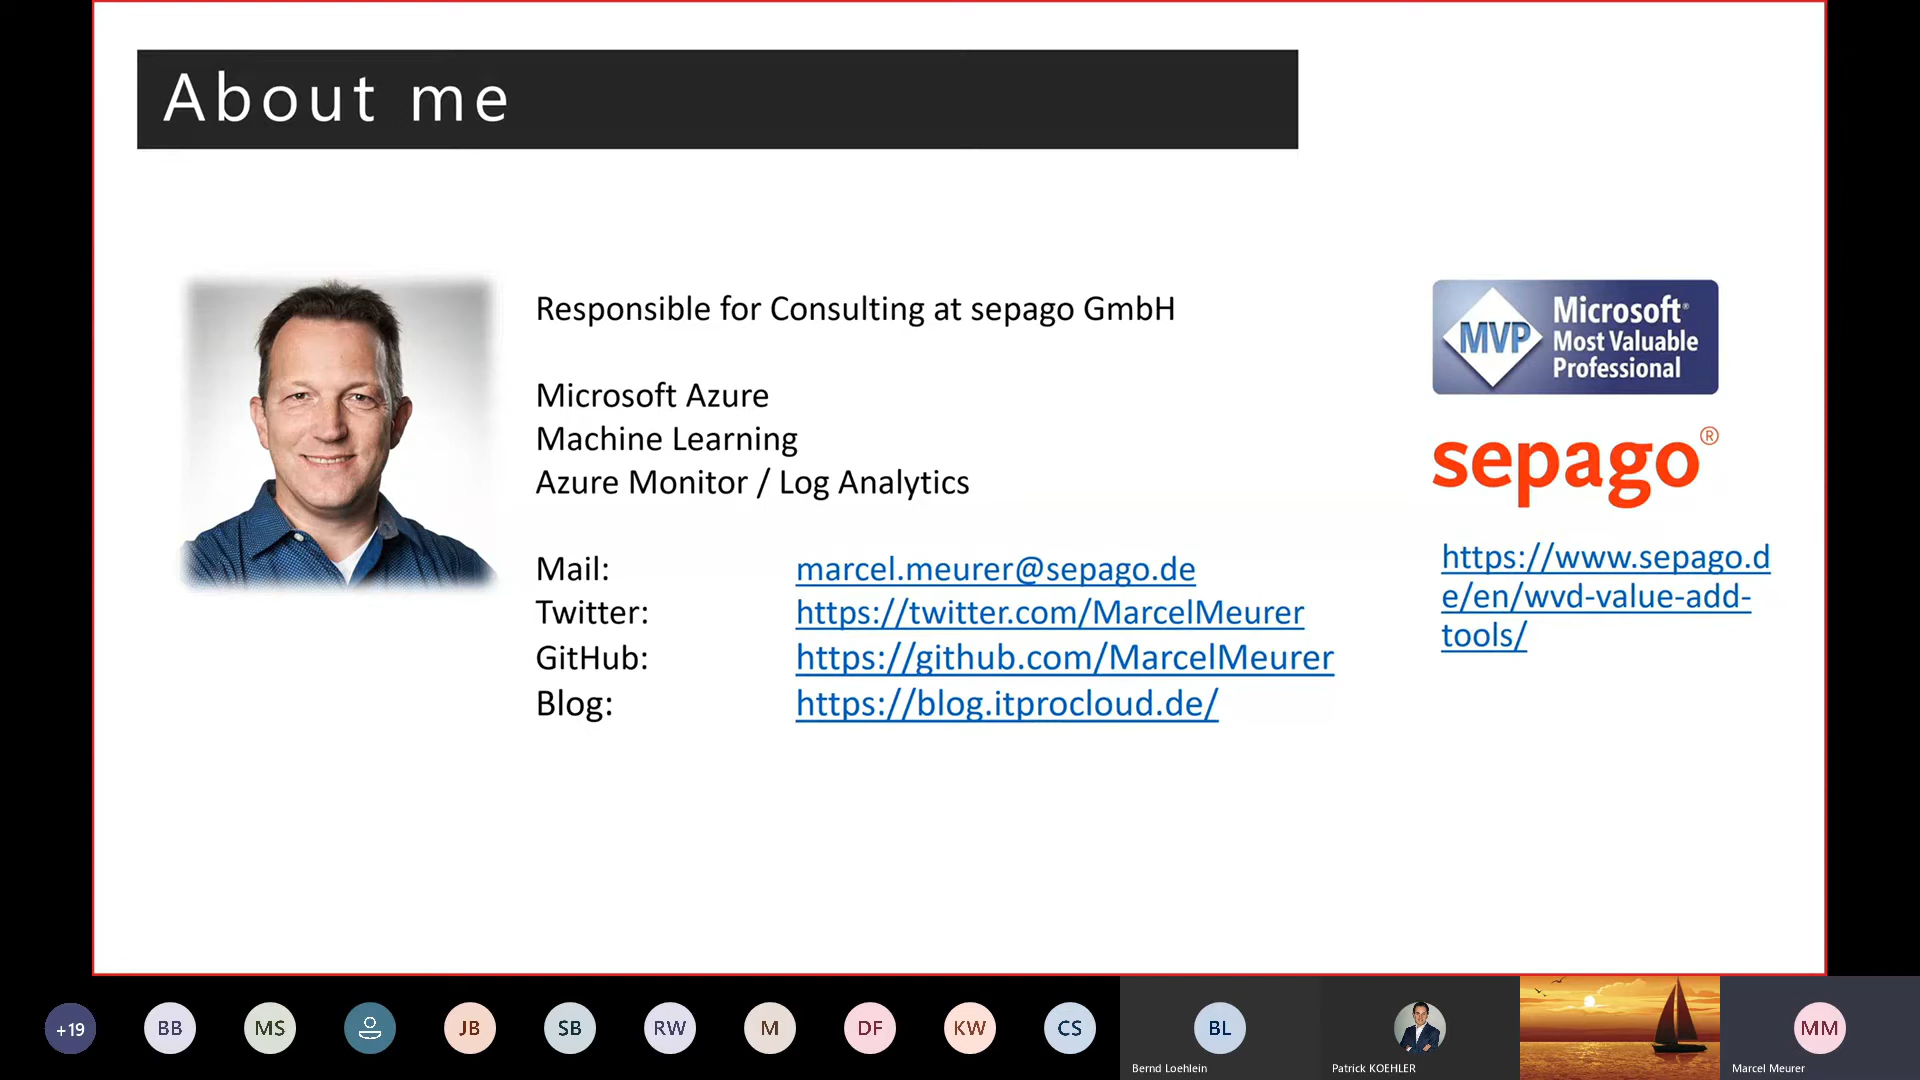 About me
Responsible for Consulting at sepago GmbH
Microsoft Azure
Machine Learning
Azure Monitor / Log Analytics
Mail: marcel.meurer@sepago.de
Twitter: https://twitter.com/MarcelMeurer
GitHub: https://github.com/MarcelMeurer
Blog: https://blog.itprocloud.de/
MVP
Microsoft®
Most Valuable
Professional
sepago®
https://www.sepago.d
e/en/wvd-value-add-
tools/
+19
BB
MS
JB
SB
RW
M
DF
KW
CS
BL
Bernd Loehlein
Patrick KOEHLER
MM
Marcel Meurer